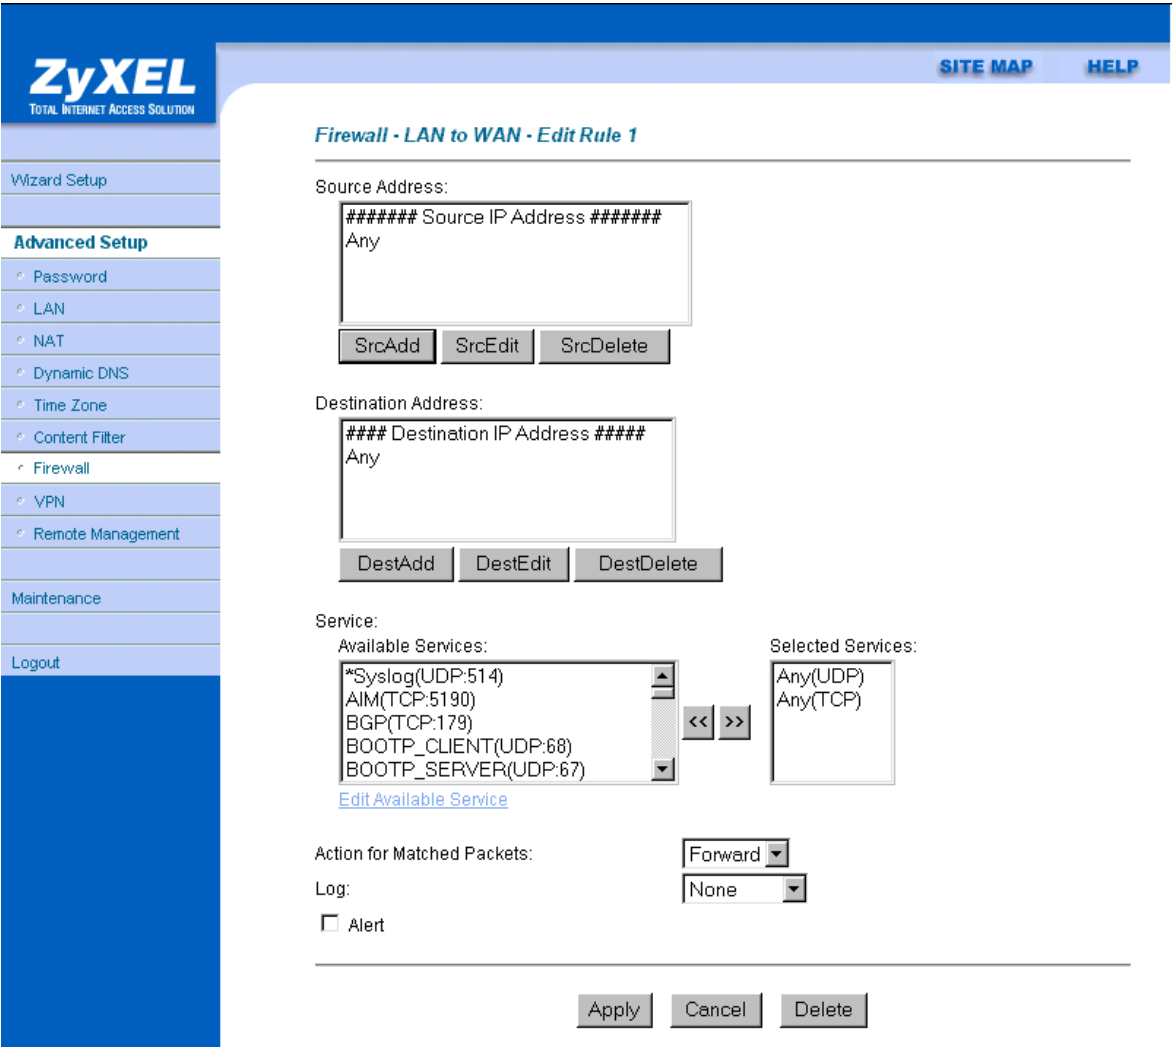 ZyXEL
TOTAL INTERNET ACCESS SOLUTION
SITE MAP HELP
Wizard Setup
Advanced Setup
Password
LAN
NAT
Dynamic DNS
Time Zone
Content Filter
Firewall
VPN
Remote Management
Maintenance
Logout
Firewall - LAN to WAN - Edit Rule 1
Source Address:
####### Source IP Address #######
Any
SrcAdd SrcEdit SrcDelete
Destination Address:
#### Destination IP Address #####
Any
DestAdd DestEdit DestDelete
Service:
Available Services: Selected Services:
*Syslog(UDP:514) Any(UDP)
AIM(TCP:5190) Any(TCP)
BGP(TCP:179)
<< >>
BOOTP_CLIENT(UDP:68)
BOOTP_SERVER(UDP:67)
Edit Available Service
Action for Matched Packets: Forward
Log: None
Alert
Apply Cancel Delete